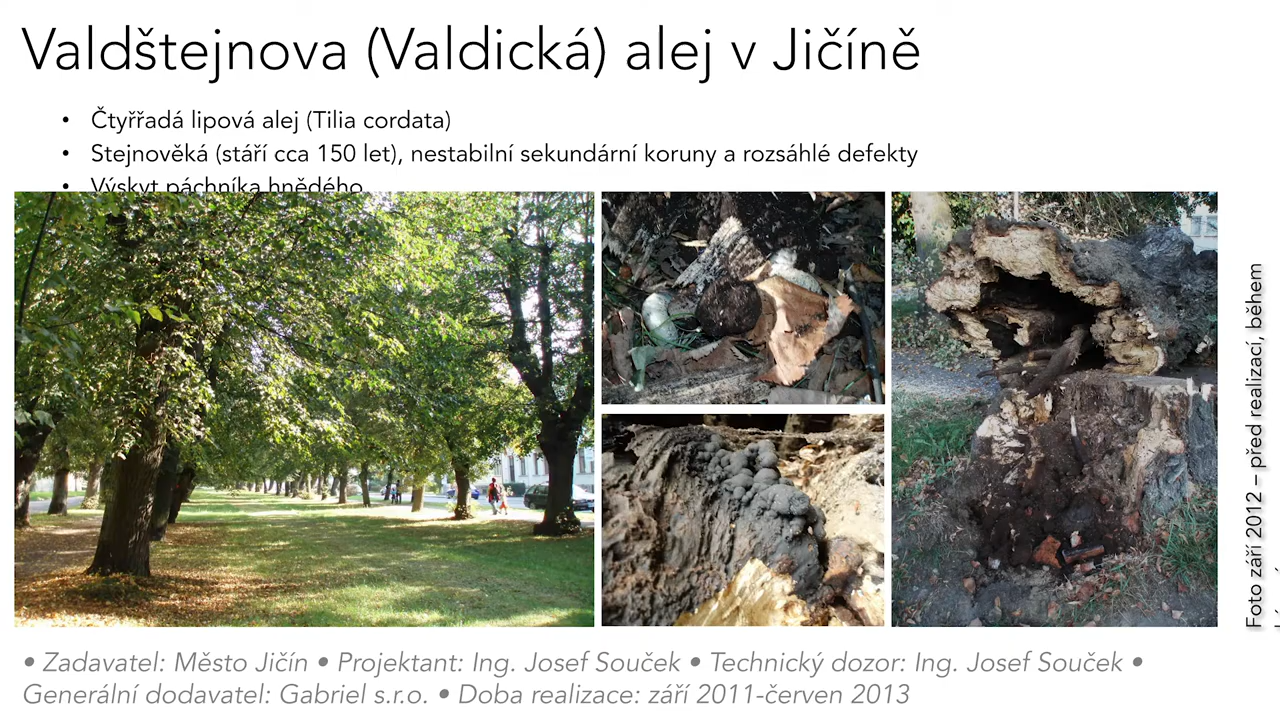 Valdštejnova (Valdická) alej v Jičíně
• Čtyřřadá lipová alej (Tilia cordata)
• Stejnověká (stáří cca 150 let), nestabilní sekundární koruny a rozsáhlé defekty
• Výskyt páchníka hnědého
Foto září 2012 – před realizací, během
• Zadavatel: Město Jičín • Projektant: Ing. Josef Souček • Technický dozor: Ing. Josef Souček •
Generální dodavatel: Gabriel s.r.o. • Doba realizace: září 2011-červen 2013